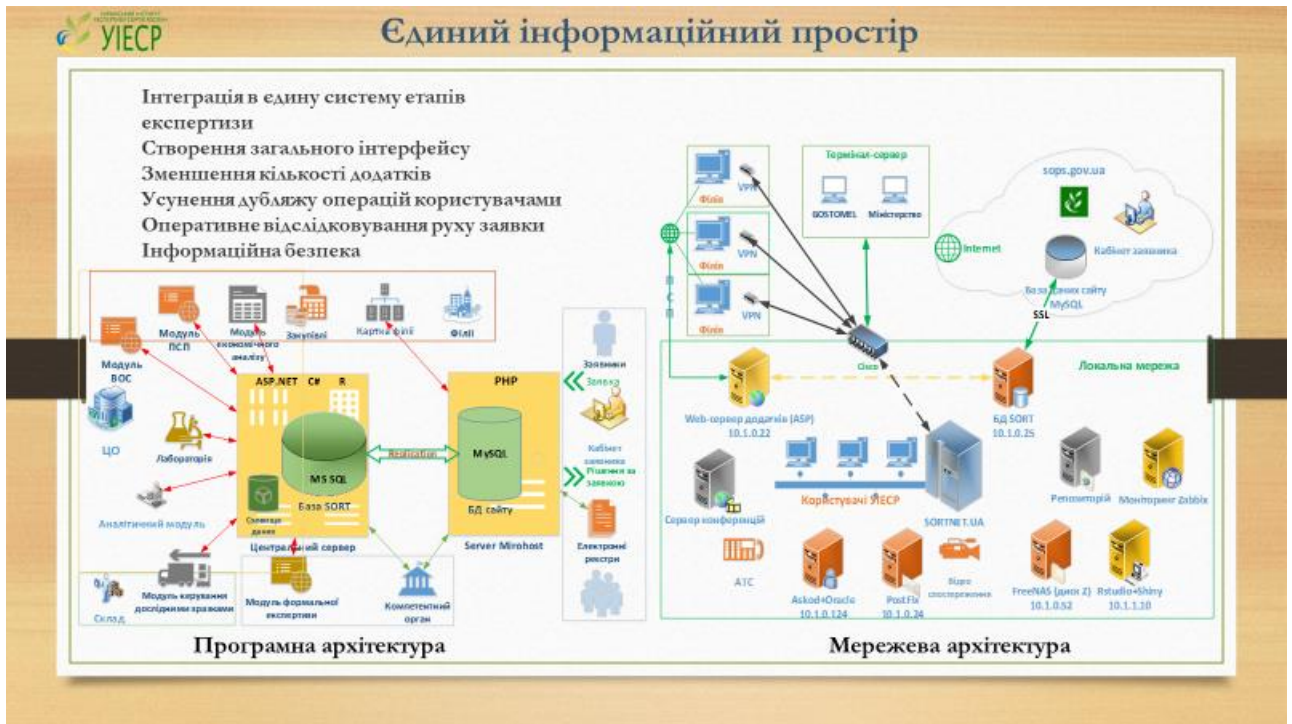 УІЕСР
Єдиний інформаційний простір
Інтеграція в єдину систему етапів
експертизи
Створення загального інтерфейсу
Зменшення кількості додатків
Усунення дубляжу операцій користувачами
Оперативне відслідковування руху заявки
Інформаційна безпека
Модуль
ВОС
Модуль
ПСП
Модуль
економічного
аналізу
Закупівлі
Картка філії
Філії
ЦО
Лабораторія
Аналітичний модуль
Склад
Модуль керування
дослідними зразками
Модуль формальної
експертизи
Компетентний
орган
ASP.NET C# R
MS SQL
База SORT
Сховище
даних
Центральний сервер
PHP
MySQL
БД сайту
Server Mirohost
Заявники
Заявка
Кабінет
заявника
Рішення за
заявкою
Електронні
реєстри
Програмна архітектура
VPN
Філія
VPN
Філія
VPN
Філія
Термінал-сервер
GOSTOMEL
Міністерство
sops.gov.ua
Internet
Кабінет заявника
База даних сайту
MySQL
SSL
Cisco
Локальна мережа
Web-сервер додатків (ASP)
10.1.0.22
БД SORT
10.1.0.25
Сервер конференцій
Користувачі УІЕСР
SORTNET.UA
Репозиторій
Моніторинг Zabbix
АТС
Askod+Oracle
10.1.0.124
PostFix
10.1.0.24
Відео
спостереження
FreeNAS (диск Z)
10.1.0.52
Rstudio+Shiny
10.1.1.10
Мережева архітектура